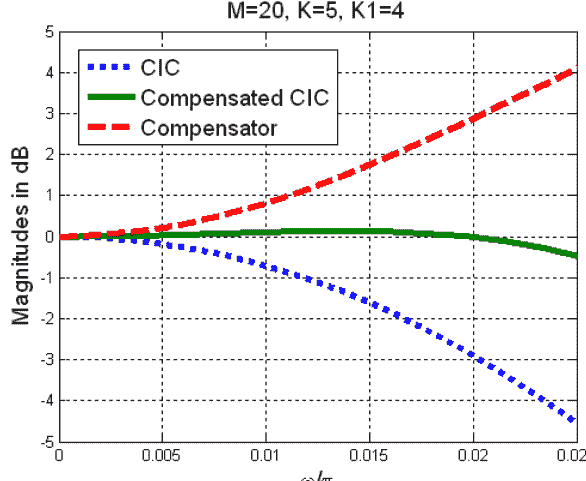 M=20, K=5, K1=4
5
4
3
2
1
0
-1
-2
-3
-4
-5
Magnitudes in dB
CIC
Compensated CIC
Compensator
0 0.005 0.01 0.015 0.02 0.02
ω/π